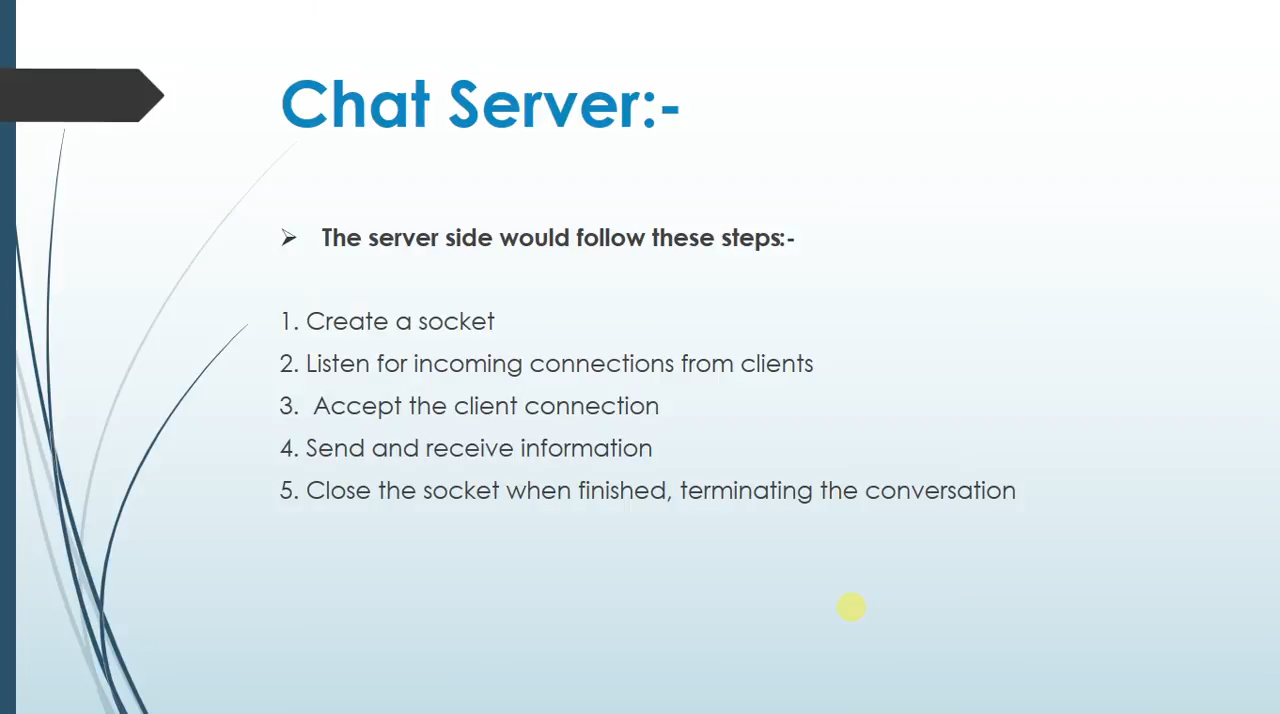 Chat Server:-
The server side would follow these steps:-
1. Create a socket
2. Listen for incoming connections from clients
3. Accept the client connection
4. Send and receive information
5. Close the socket when finished, terminating the conversation